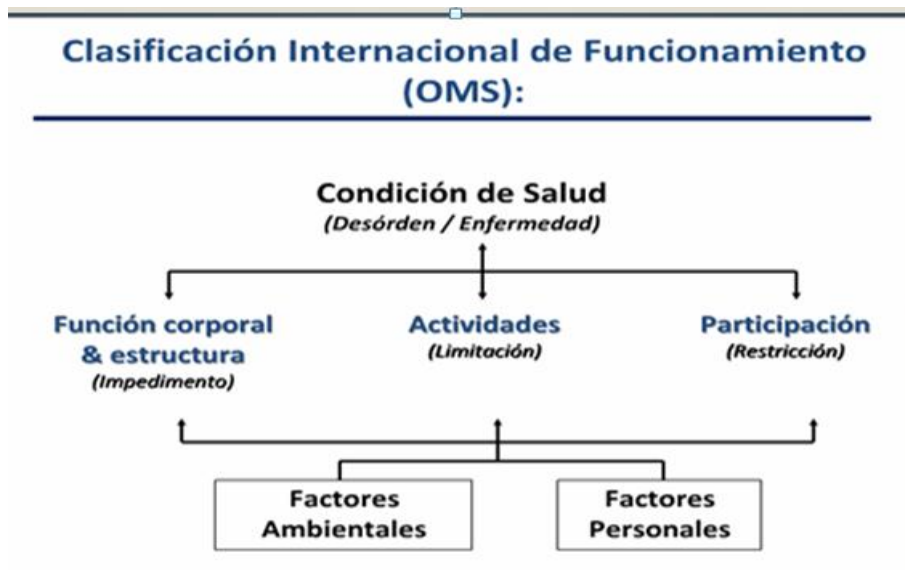 Clasificación Internacional de Funcionamiento
(OMS):
Condición de Salud
(Desórden / Enfermedad)
Función corporal
& estructura
(Impedimento)
Actividades
(Limitación)
Participación
(Restricción)
Factores
Ambientales
Factores
Personales